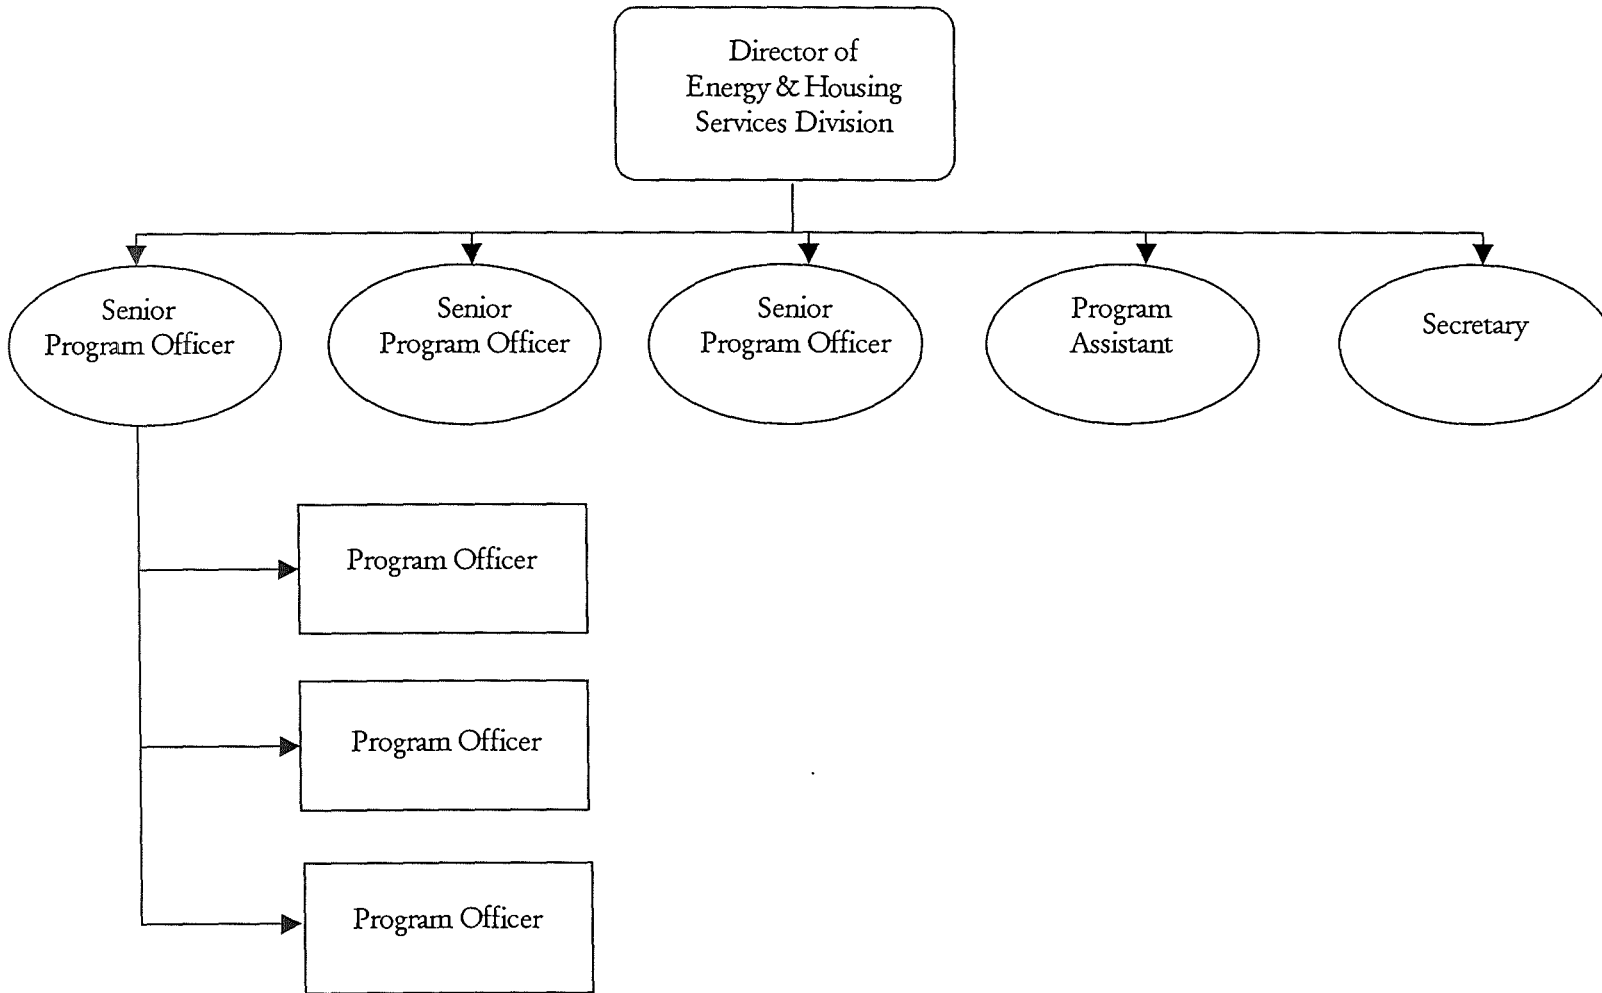 Director of
Energy & Housing
Services Division
Senior
Program Officer
Senior
Program Officer
Senior
Program Officer
Program
Assistant
Secretary
Program Officer
Program Officer
Program Officer